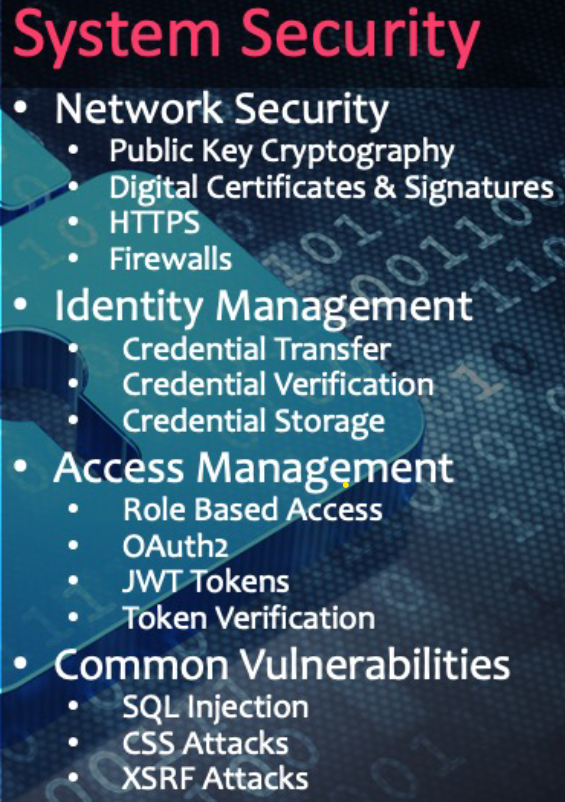 System Security
• Network Security
• Public Key Cryptography
• Digital Certificates & Signatures
• HTTPS
• Firewalls
• Identity Management
• Credential Transfer
• Credential Verification
• Credential Storage
• Access Management
• Role Based Access
• OAuth2
• JWT Tokens
• Token Verification
• Common Vulnerabilities
• SQL Injection
• CSS Attacks
• XSRF Attacks